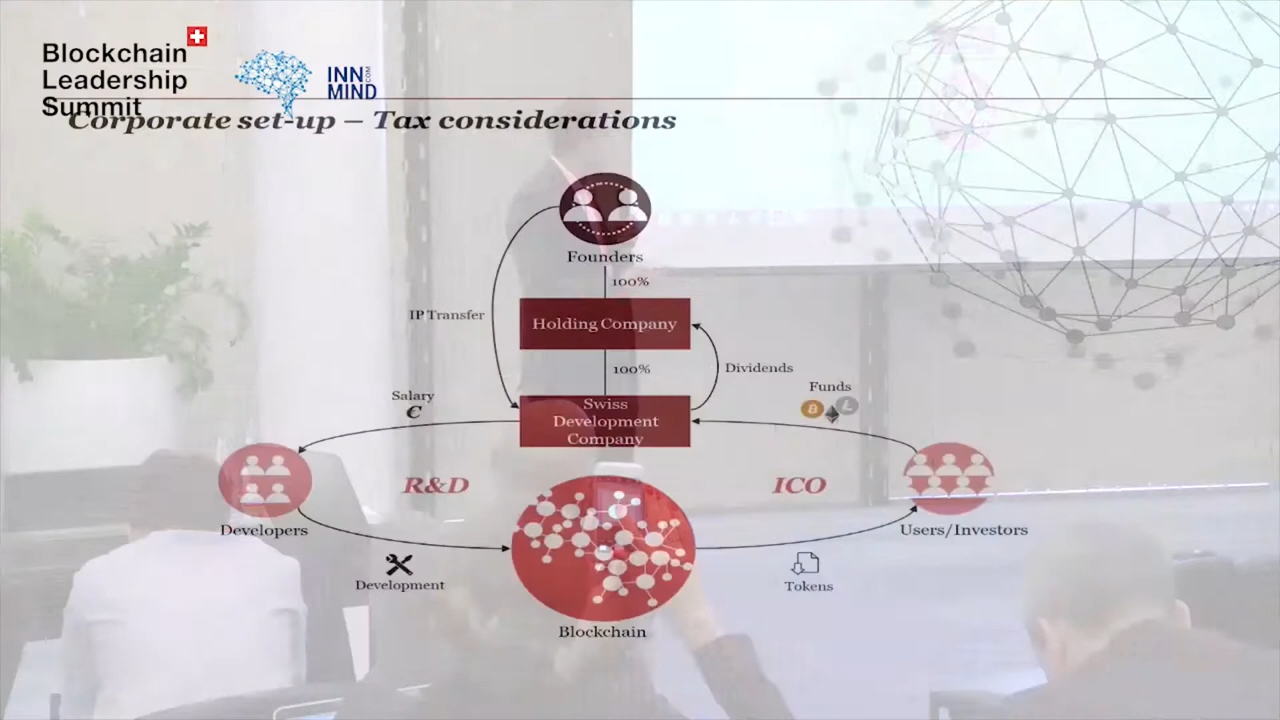 Blockchain
Leadership
Summit
INN
MIND
.COM
Corporate set-up – Tax considerations
Founders
100%
IP Transfer
Holding Company
100%
Dividends
Salary
€
Funds
Swiss
Development
Company
R&D
ICO
Developers
Users/Investors
Development
Tokens
Blockchain